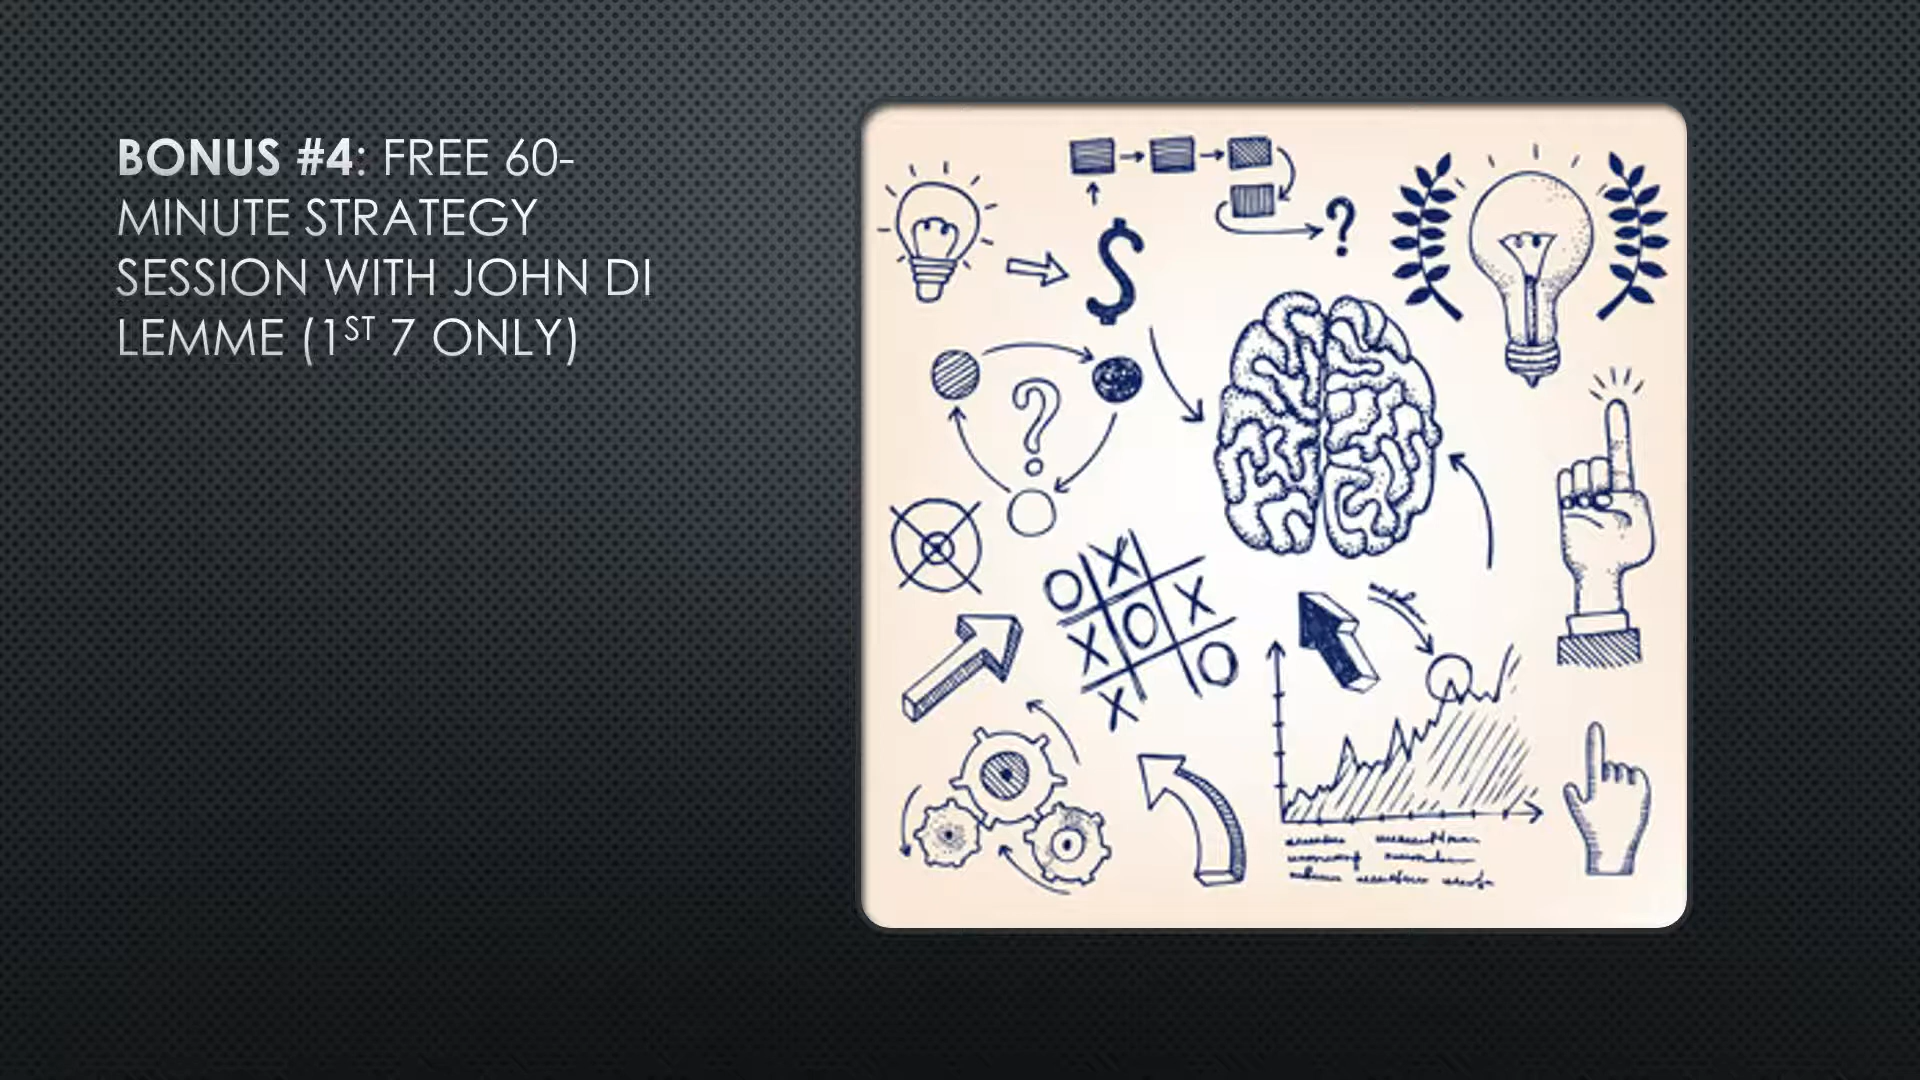 BONUS #4: FREE 60-
MINUTE STRATEGY
SESSION WITH JOHN DI
LEMME (1ST 7 ONLY)
$
?
?
O X
X O X
X O